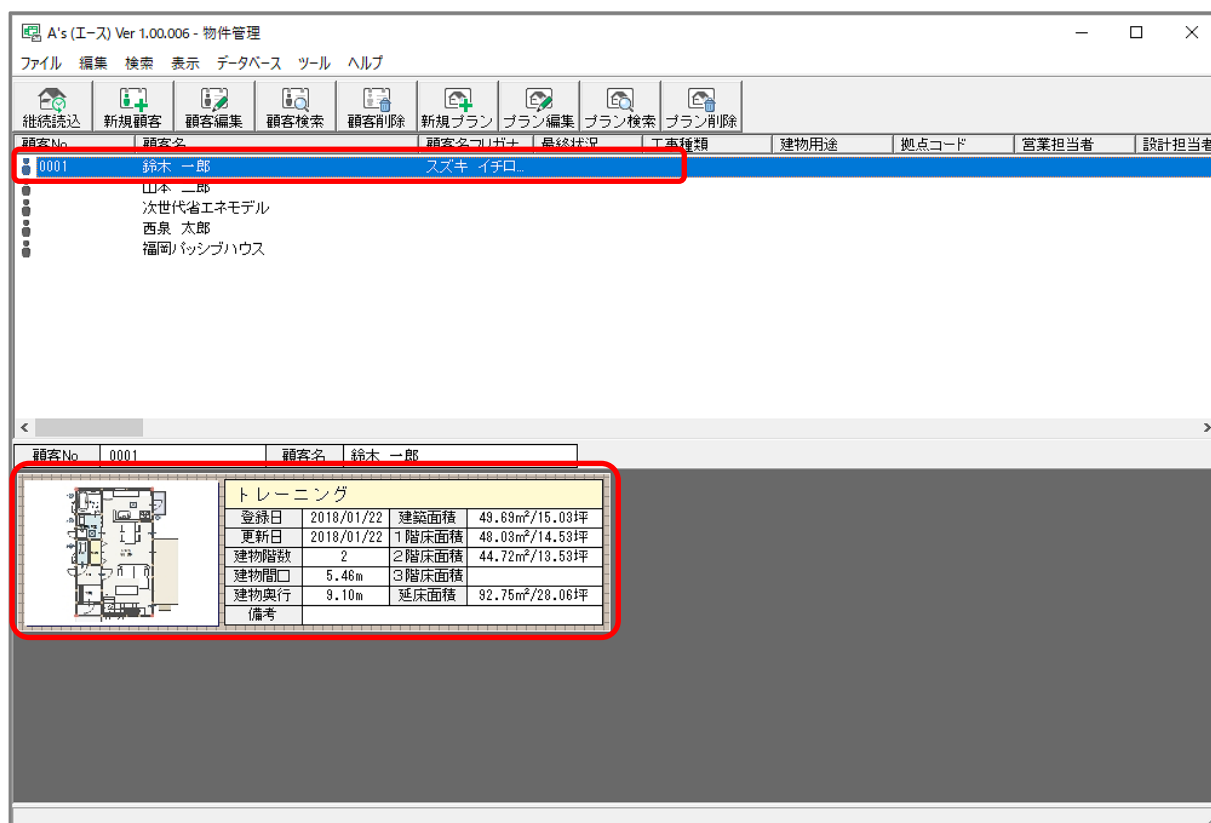 A's (エース) Ver 1.00.006 - 物件管理
ファイル 編集 検索 表示 データベース ツール ヘルプ
継続読込 新規顧客 顧客編集 顧客検索 顧客削除 新規プラン プラン編集 プラン検索 プラン削除
顧客No 顧客名 顧客名フリガナ 最終状況 工事種類 建物用途 拠点コード 営業担当者 設計担当者
0001 鈴木 一郎 スズキ イチロ...
山本 二郎
次世代省エネモデル
西泉 太郎
福岡パッシブハウス
顧客No 0001 顧客名 鈴木 一郎
トレーニング
登録日 2018/01/22 建築面積 49.69m²/15.03坪
更新日 2018/01/22 1階床面積 48.03m²/14.53坪
建物階数 2 2階床面積 44.72m²/13.53坪
建物間口 5.46m 3階床面積
建物奥行 9.10m 延床面積 92.75m²/28.06坪
備考